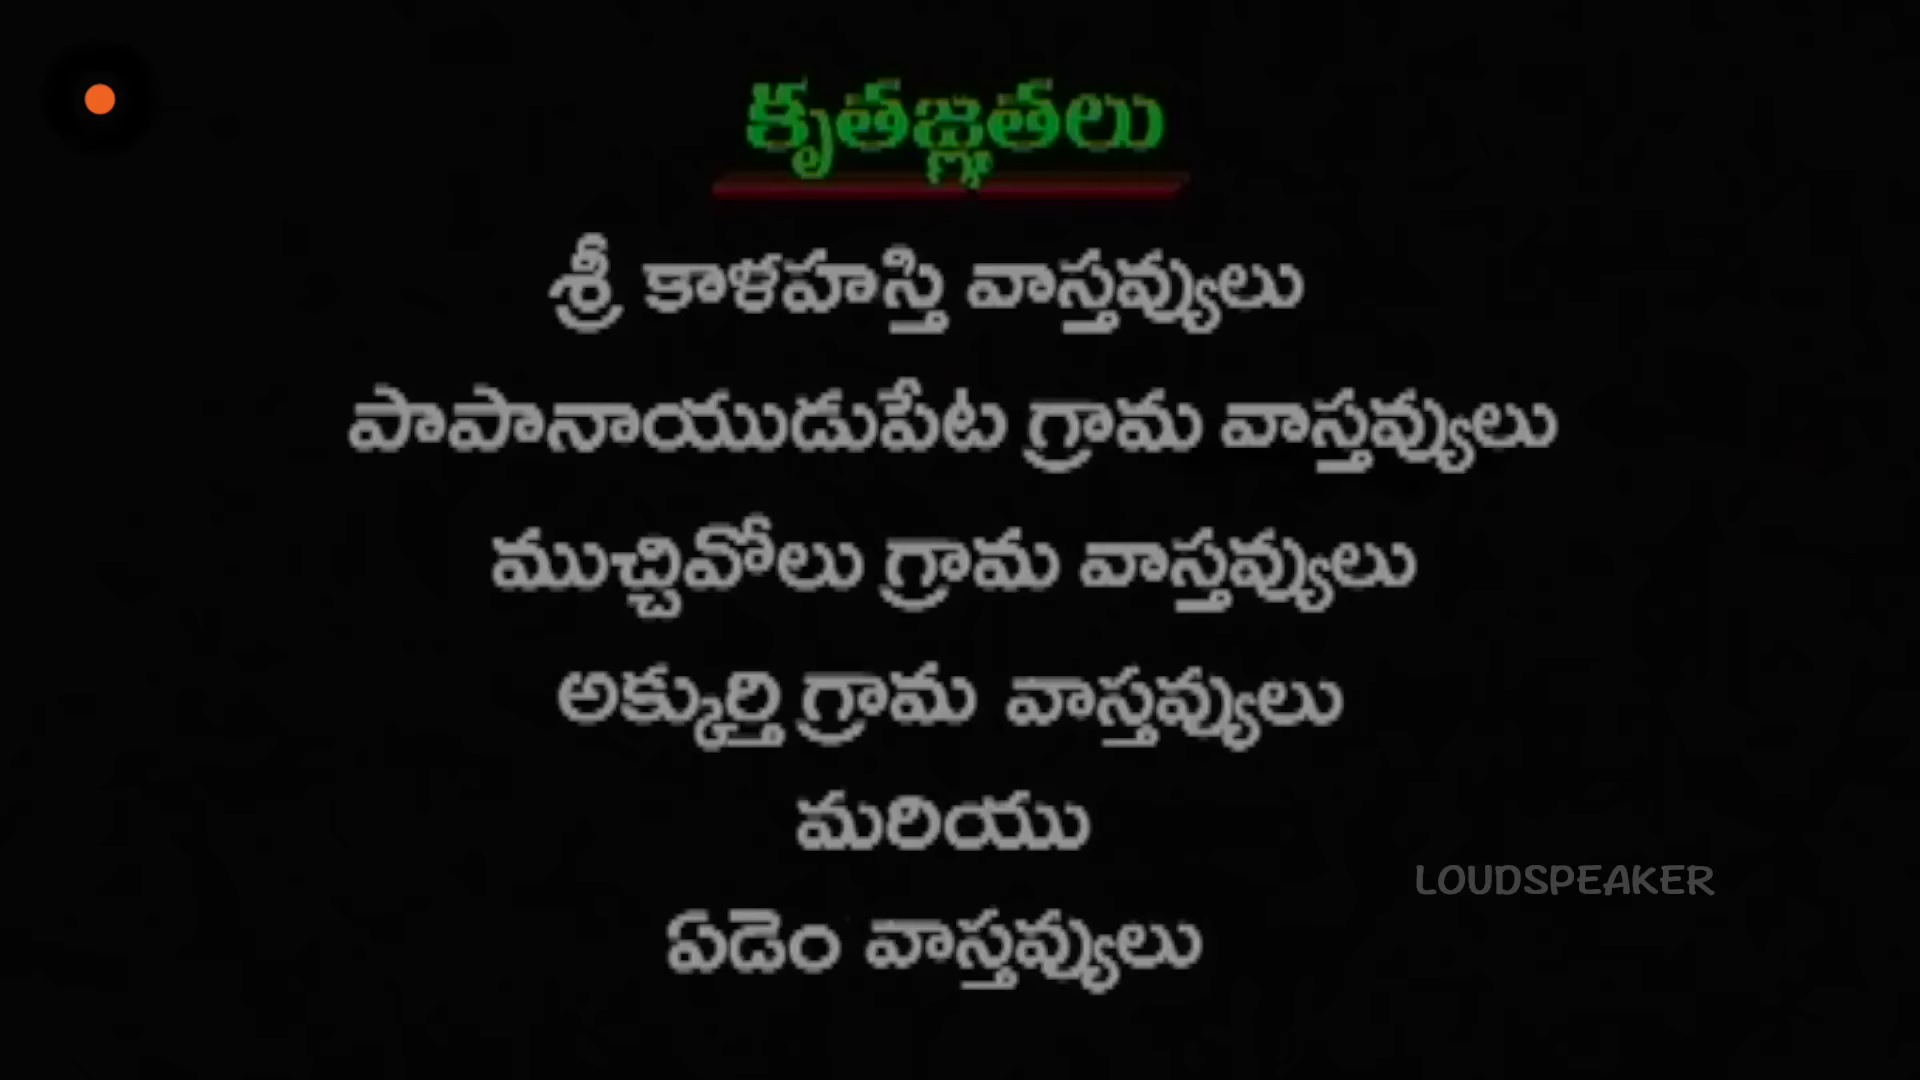 కృతజ్ఞతలు
శ్రీ కాళహస్తి వాస్తవ్యులు
పాపానాయుడుపేట గ్రామ వాస్తవ్యులు
ముచ్చివోలు గ్రామ వాస్తవ్యులు
అక్కుర్తి గ్రామ వాస్తవ్యులు
మరియు
LOUDSPEAKER
ఏడెం వాస్తవ్యులు